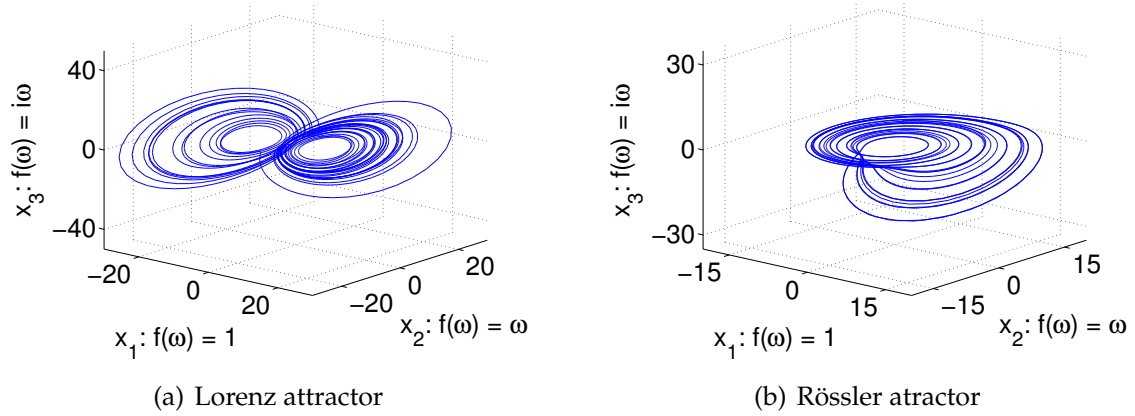 40
0
−40
x3: f(ω) = iω
−20
0
20
x1: f(ω) = 1
−20
0
20
x2: f(ω) = ω
(a) Lorenz attractor
30
0
−30
x3: f(ω) = iω
−15
0
15
x1: f(ω) = 1
−15
0
15
x2: f(ω) = ω
(b) Rössler atractor